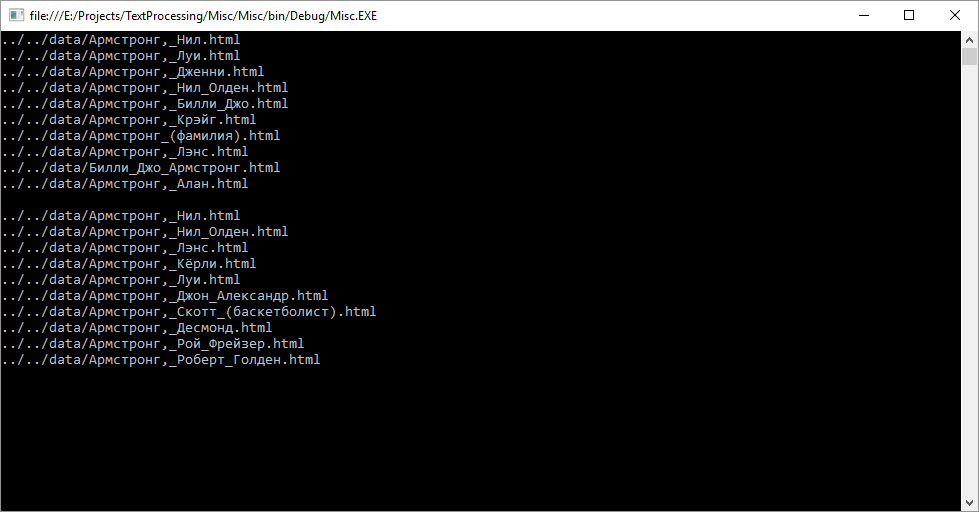 file:///E:/Projects/TextProcessing/Misc/Misc/bin/Debug/Misc.EXE
../../data/Армстронг,_Нил.html
../../data/Армстронг,_Луи.html
../../data/Армстронг,_Дженни.html
../../data/Армстронг,_Нил_Олден.html
../../data/Армстронг,_Билли_Джо.html
../../data/Армстронг,_Крэйг.html
../../data/Армстронг_(фамилия).html
../../data/Армстронг,_Лэнс.html
../../data/Билли_Джо_Армстронг.html
../../data/Армстронг,_Алан.html

../../data/Армстронг,_Нил.html
../../data/Армстронг,_Нил_Олден.html
../../data/Армстронг,_Лэнс.html
../../data/Армстронг,_Кёрли.html
../../data/Армстронг,_Луи.html
../../data/Армстронг,_Джон_Александр.html
../../data/Армстронг,_Скотт_(баскетболист).html
../../data/Армстронг,_Десмонд.html
../../data/Армстронг,_Рой_Фрейзер.html
../../data/Армстронг,_Роберт_Голден.html